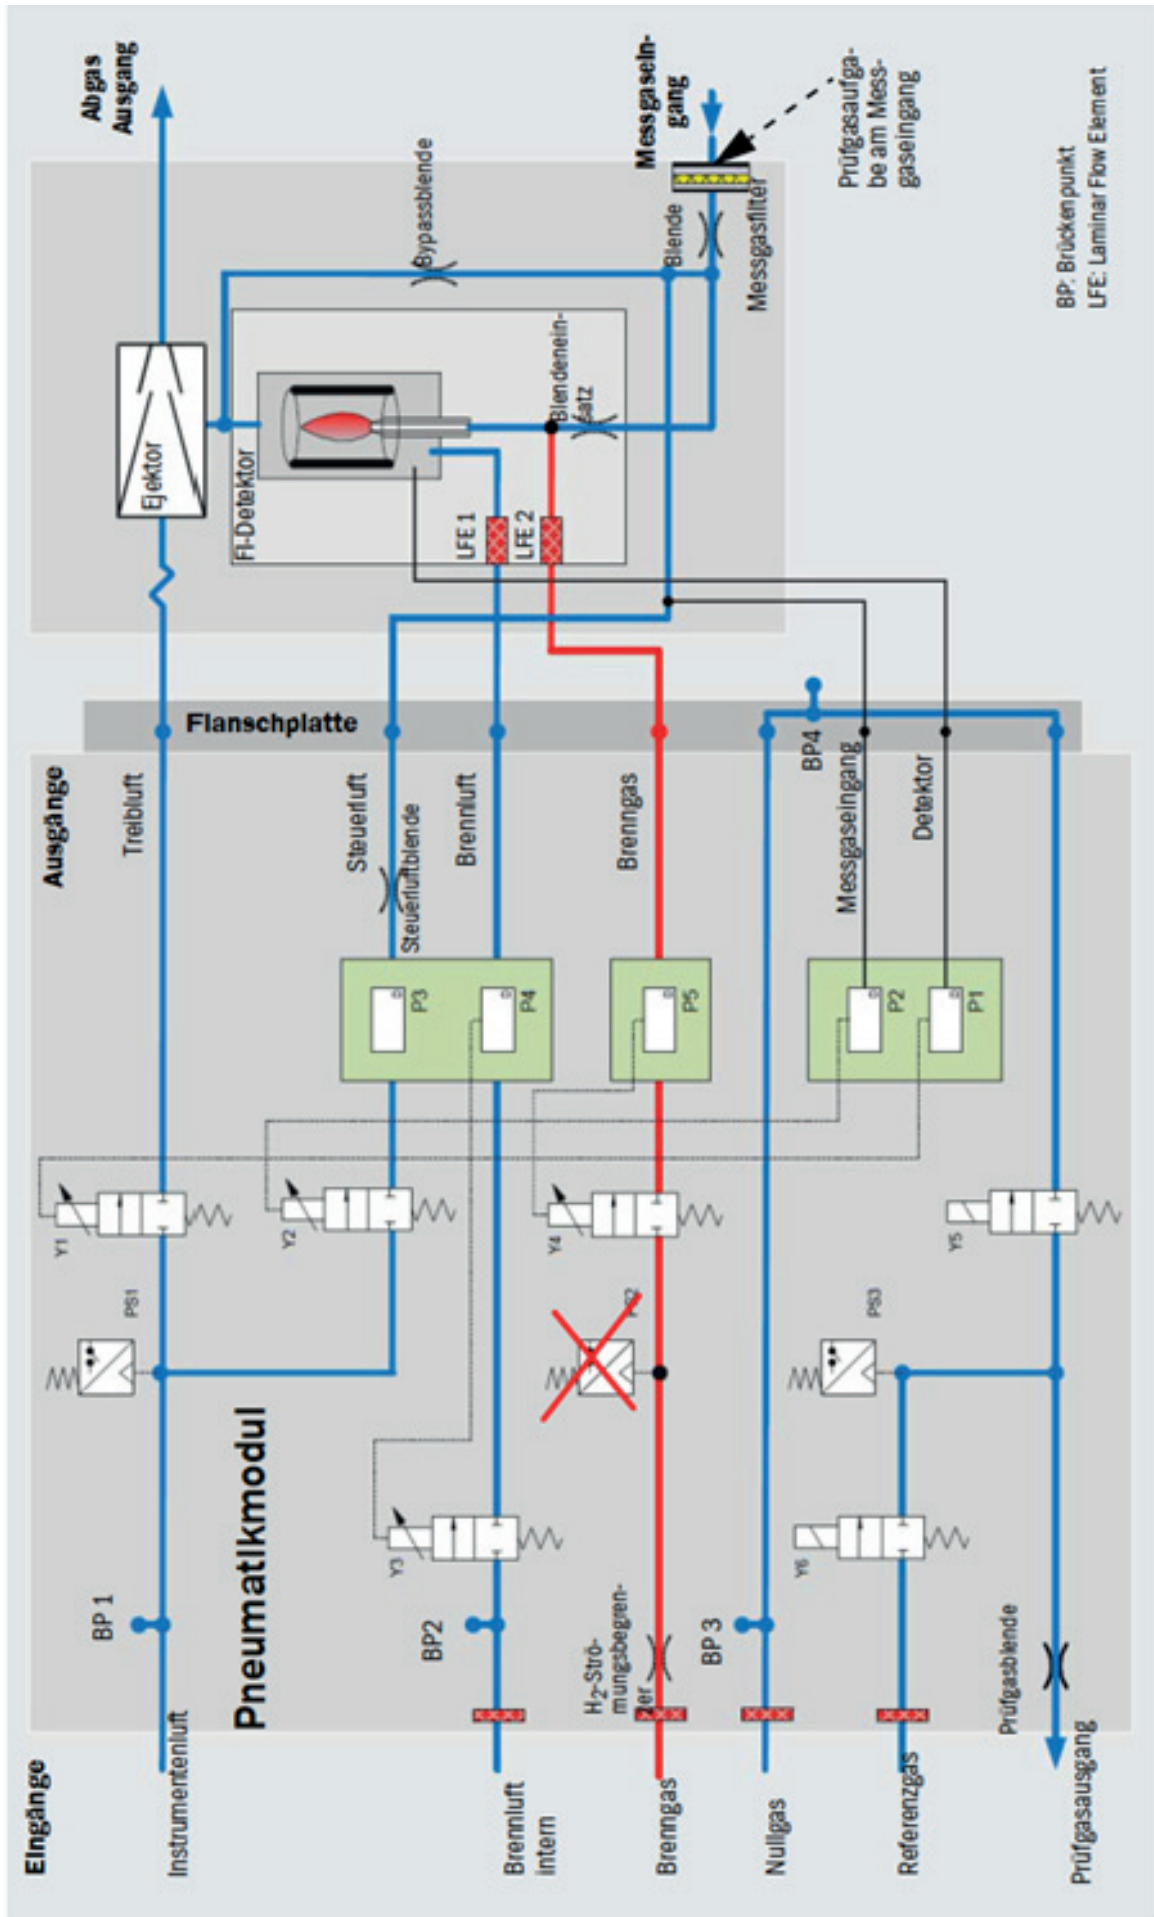 Eingänge
Instrumentenluft
Brennluft
intern
Brenngas
Nullgas
Referenzgas
Prüfgasausgang
Pneumatikmodul
BP 1
BP2
H₂-Strö-
mungsbegren-
zer
BP 3
Prüfgasblende
Y3
Y6
PS1
PS2
PS3
Y1
Y2
Y4
Y5
P3
P4
P5
P2
P1
Ausgänge
Treibluft
Steuerluft
Steuerluftblende
Brennluft
Brenngas
Messgaseingang
Detektor
Flanschplatte
BP4
Ejektor
FI-Detektor
LFE 1
LFE 2
Blendenein-
satz
Bypassblende
Blende
Messgasfilter
Abgas
Ausgang
Messgasein-
gang
Prüfgasaufga-
be am Mess-
gaseingang
BP: Brückenpunkt
LFE: Laminar Flow Element